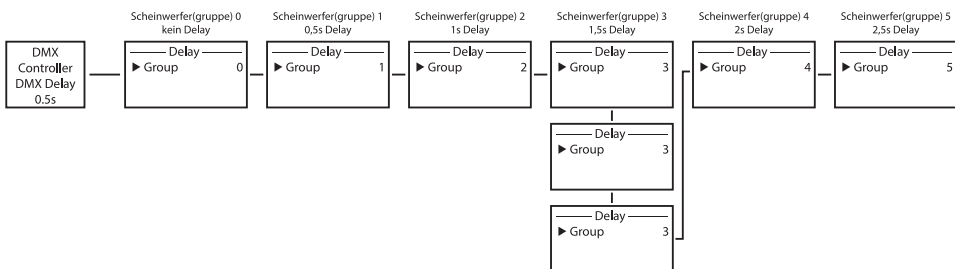 Scheinwerfer(gruppe) 0
kein Delay
Scheinwerfer(gruppe) 1
0,5s Delay
Scheinwerfer(gruppe) 2
1s Delay
Scheinwerfer(gruppe) 3
1,5s Delay
Scheinwerfer(gruppe) 4
2s Delay
Scheinwerfer(gruppe) 5
2,5s Delay
DMX
Controller
DMX Delay
0.5s
Delay
▶ Group 0
Delay
▶ Group 1
Delay
▶ Group 2
Delay
▶ Group 3
Delay
▶ Group 4
Delay
▶ Group 5
Delay
▶ Group 3
Delay
▶ Group 3